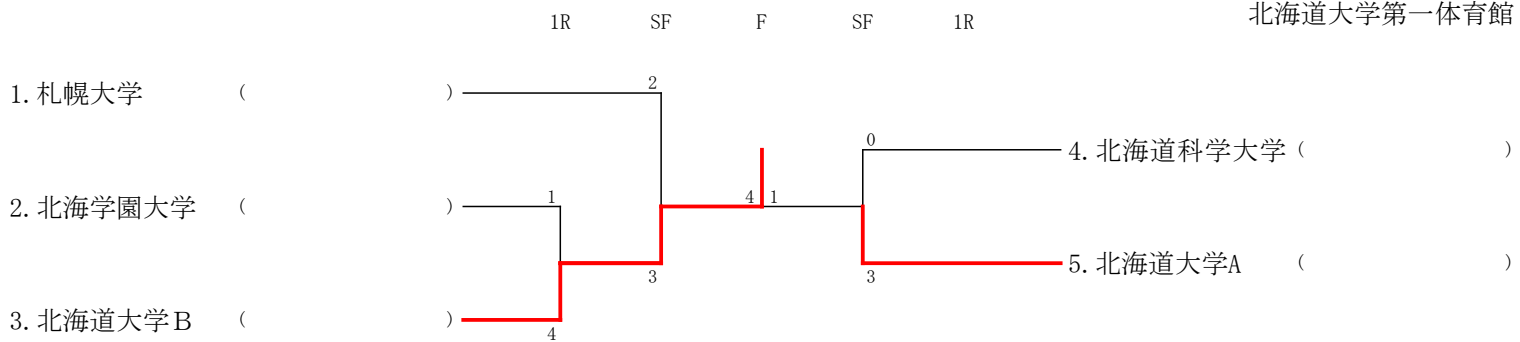 北海道大学第一体育館
1R SF F SF 1R
2
1.札幌大学 ( )
0
4.北海道科学大学 ( )
1
4 1
2.北海学園大学 ( )
5.北海道大学A ( )
3 3
3.北海道大学Ｂ ( )
4